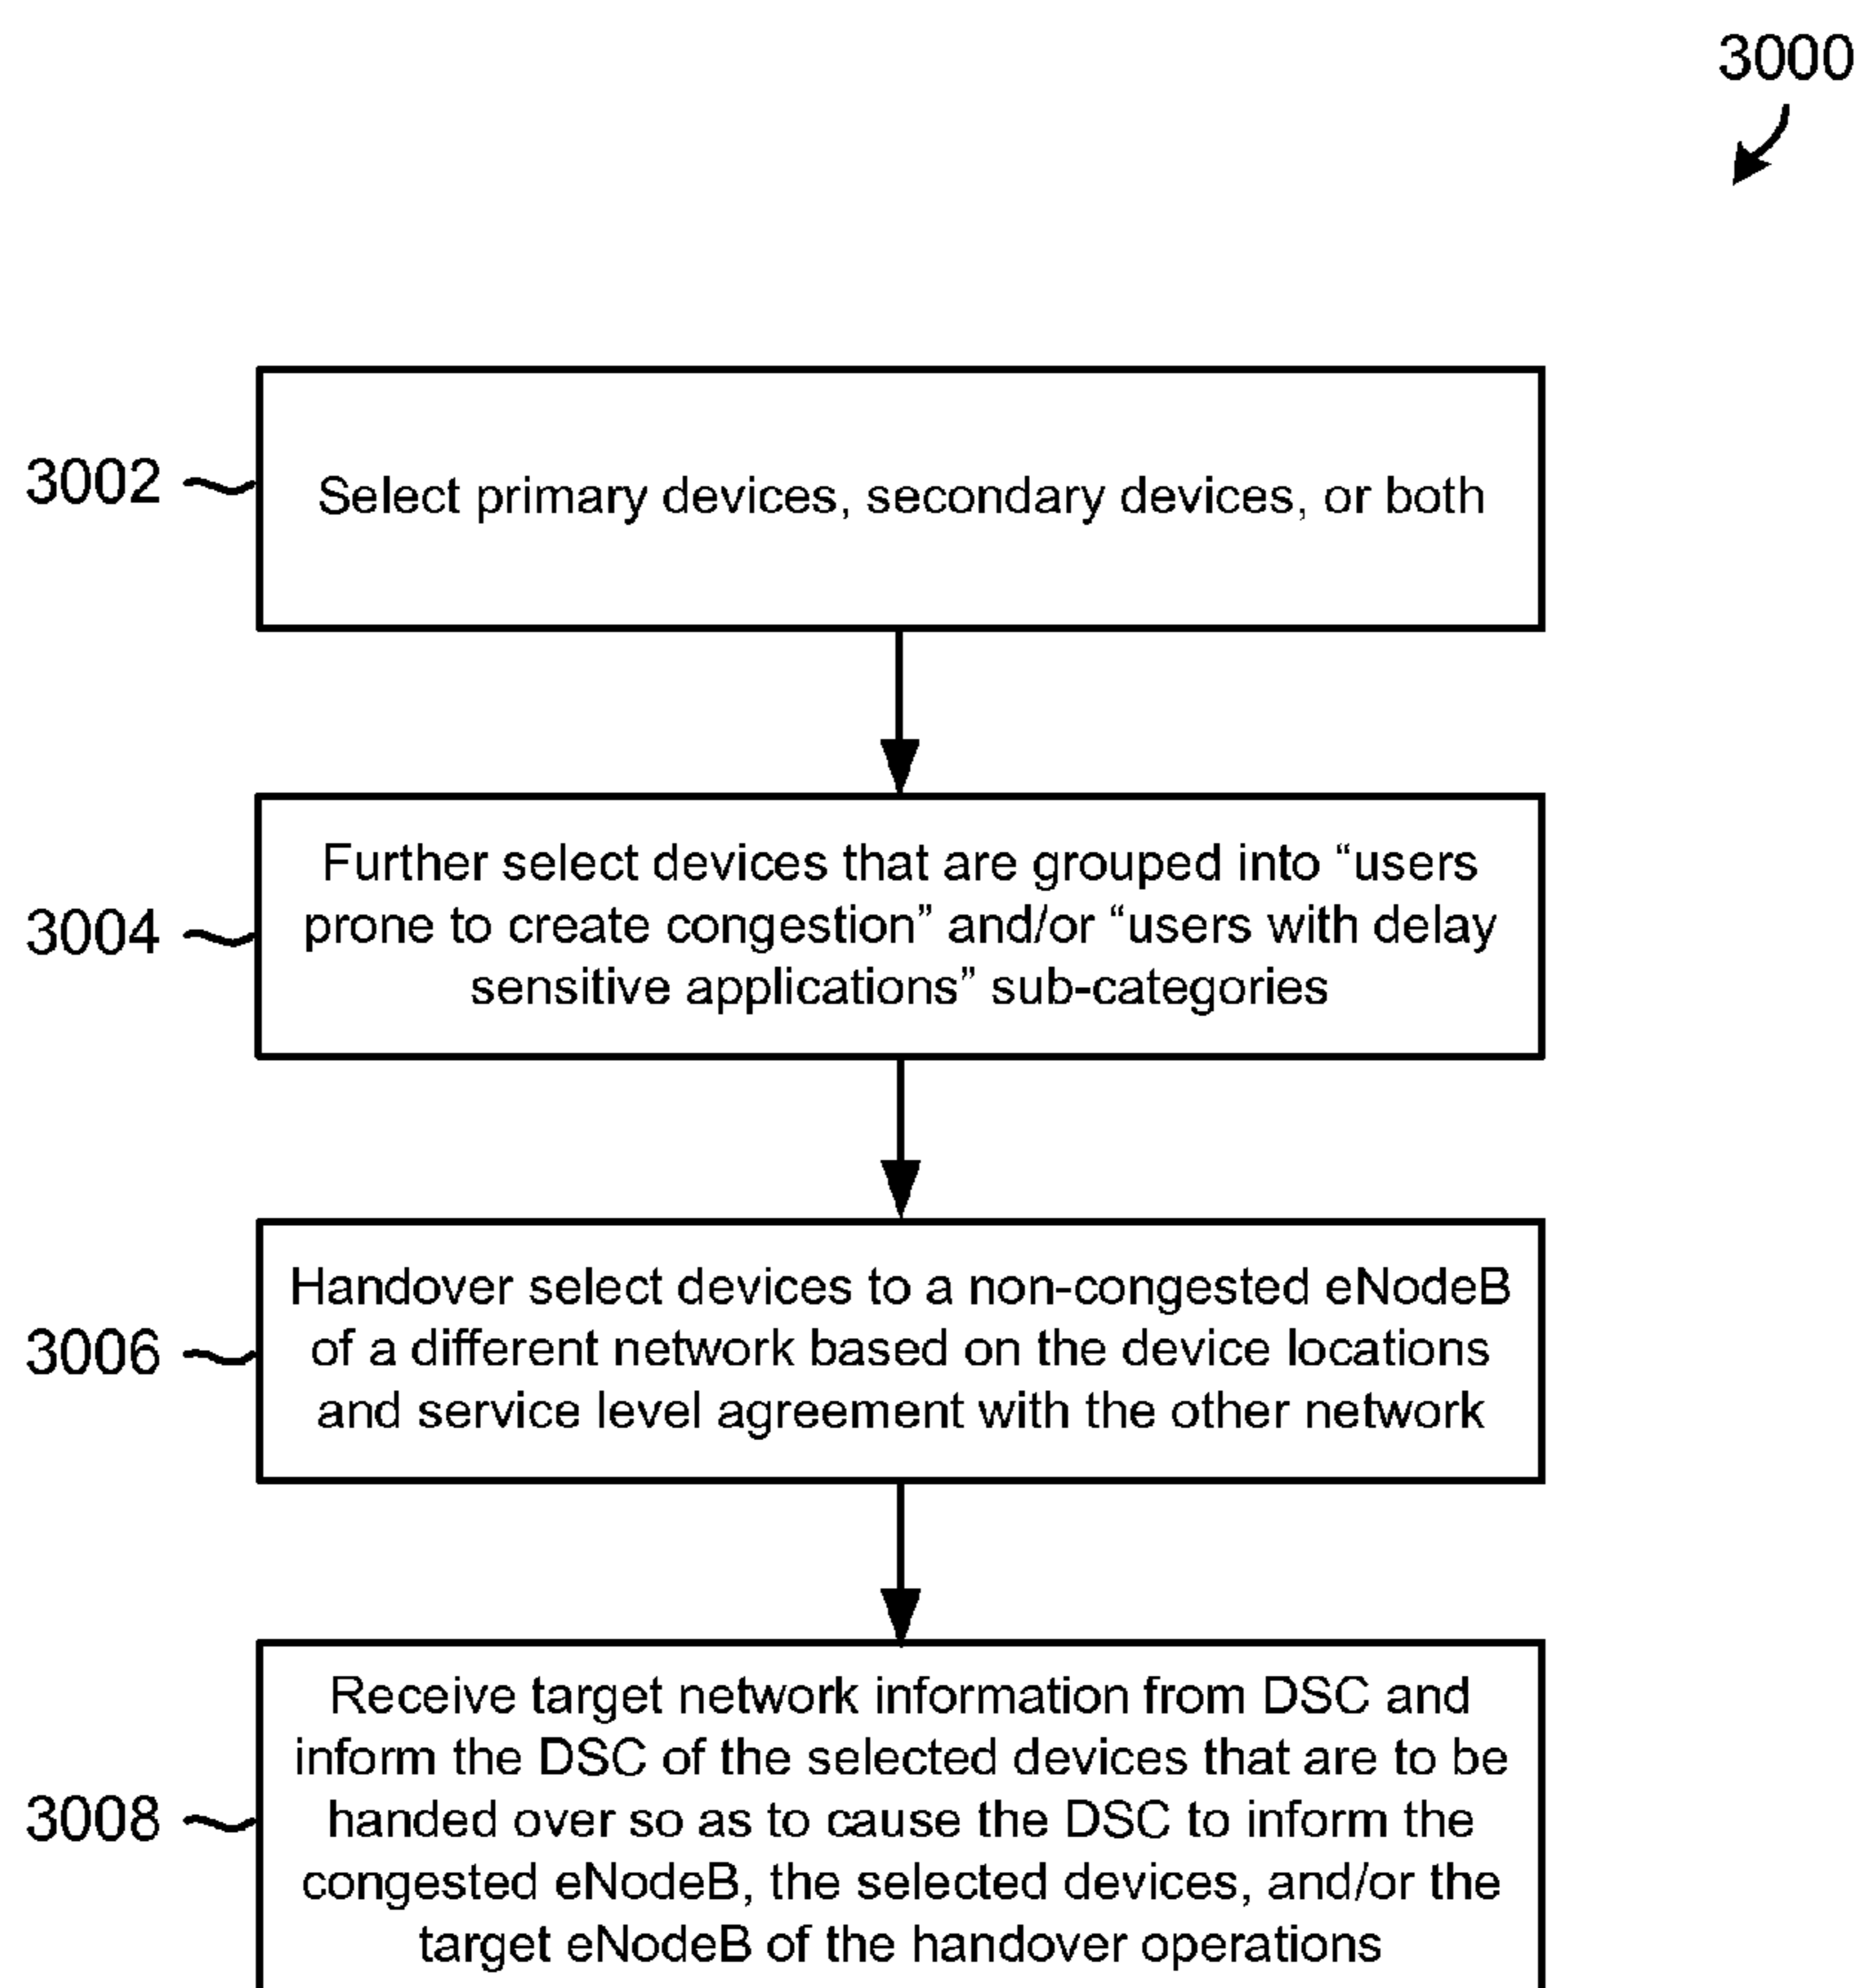 3000
3002
Select primary devices, secondary devices, or both
3004
Further select devices that are grouped into “users
prone to create congestion” and/or “users with delay
sensitive applications” sub-categories
3006
Handover select devices to a non-congested eNodeB
of a different network based on the device locations
and service level agreement with the other network
3008
Receive target network information from DSC and
inform the DSC of the selected devices that are to be
handed over so as to cause the DSC to inform the
congested eNodeB, the selected devices, and/or the
target eNodeB of the handover operations